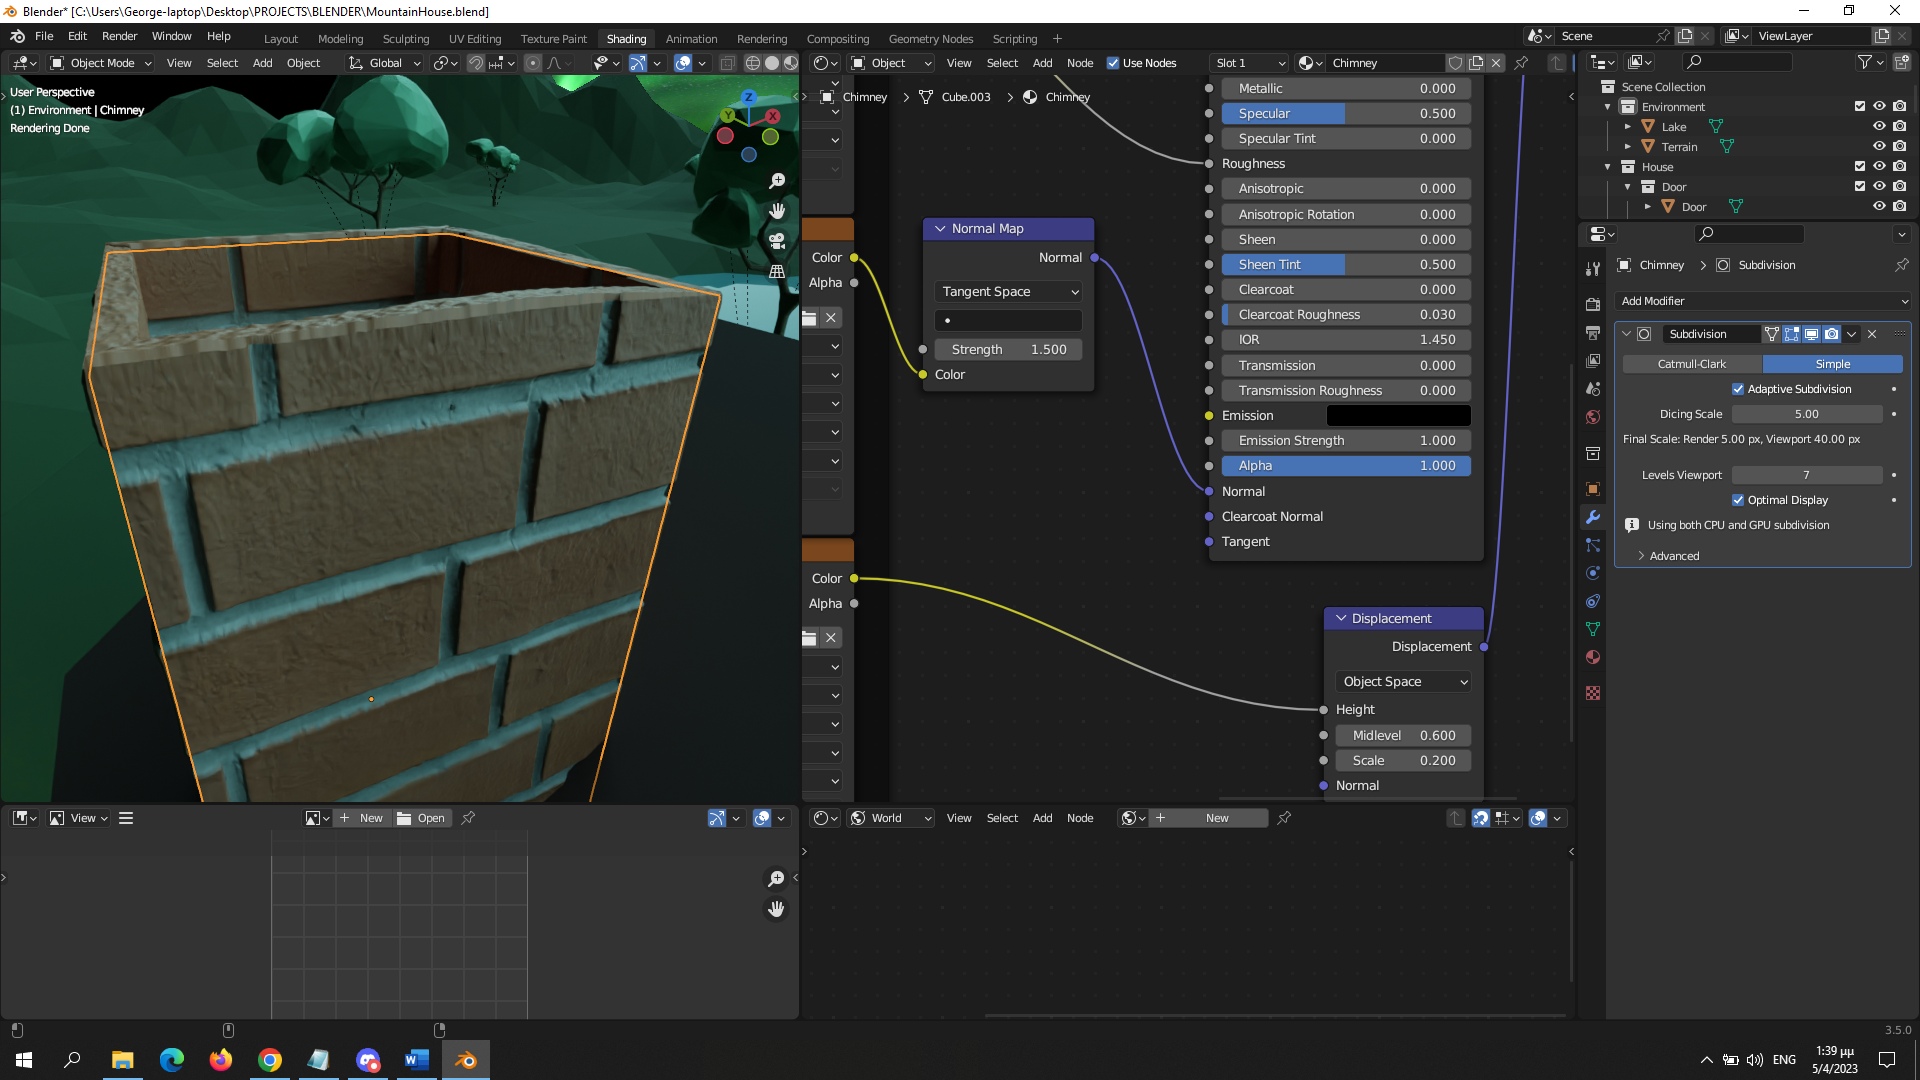 Blender* [C:\Users\George-laptop\Desktop\PROJECTS\BLENDER\MountainHouse.blend]
File Edit Render Window Help Layout Modeling Sculpting UV Editing Texture Paint Shading Animation Rendering Compositing Geometry Nodes Scripting + Scene ViewLayer
Object Mode View Select Add Object Global Object View Select Add Node Use Nodes Slot 1 Chimney
User Perspective
(1) Environment | Chimney
Rendering Done
Z
Y
X
Chimney > Cube.003 > Chimney
Color
Alpha
Color
Alpha
Normal Map
Normal
Tangent Space
Strength 1.500
Color
Metallic 0.000
Specular 0.500
Specular Tint 0.000
Roughness
Anisotropic 0.000
Anisotropic Rotation 0.000
Sheen 0.000
Sheen Tint 0.500
Clearcoat 0.000
Clearcoat Roughness 0.030
IOR 1.450
Transmission 0.000
Transmission Roughness 0.000
Emission
Emission Strength 1.000
Alpha 1.000
Normal
Clearcoat Normal
Tangent
Displacement
Displacement
Object Space
Height
Midlevel 0.600
Scale 0.200
Normal
Scene Collection
Environment
Lake
Terrain
House
Door
Door
Chimney > Subdivision
Add Modifier
Subdivision
Catmull-Clark Simple
Adaptive Subdivision
Dicing Scale 5.00
Final Scale: Render 5.00 px, Viewport 40.00 px
Levels Viewport 7
Optimal Display
Using both CPU and GPU subdivision
Advanced
View + New Open
World View Select Add Node + New
3.5.0
ENG
1:39 μμ
5/4/2023